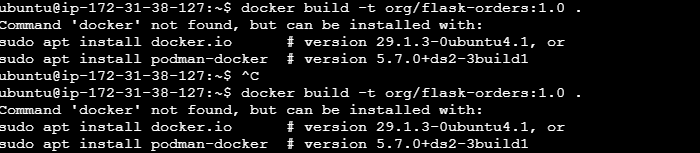 ubuntu@ip-172-31-38-127:~$ docker build -t org/flask-orders:1.0 .
Command 'docker' not found, but can be installed with:
sudo apt install docker.io      # version 29.1.3-0ubuntu4.1, or
sudo apt install podman-docker  # version 5.7.0+ds2-3build1
ubuntu@ip-172-31-38-127:~$ ^C
ubuntu@ip-172-31-38-127:~$ docker build -t org/flask-orders:1.0 .
Command 'docker' not found, but can be installed with:
sudo apt install docker.io      # version 29.1.3-0ubuntu4.1, or
sudo apt install podman-docker  # version 5.7.0+ds2-3build1